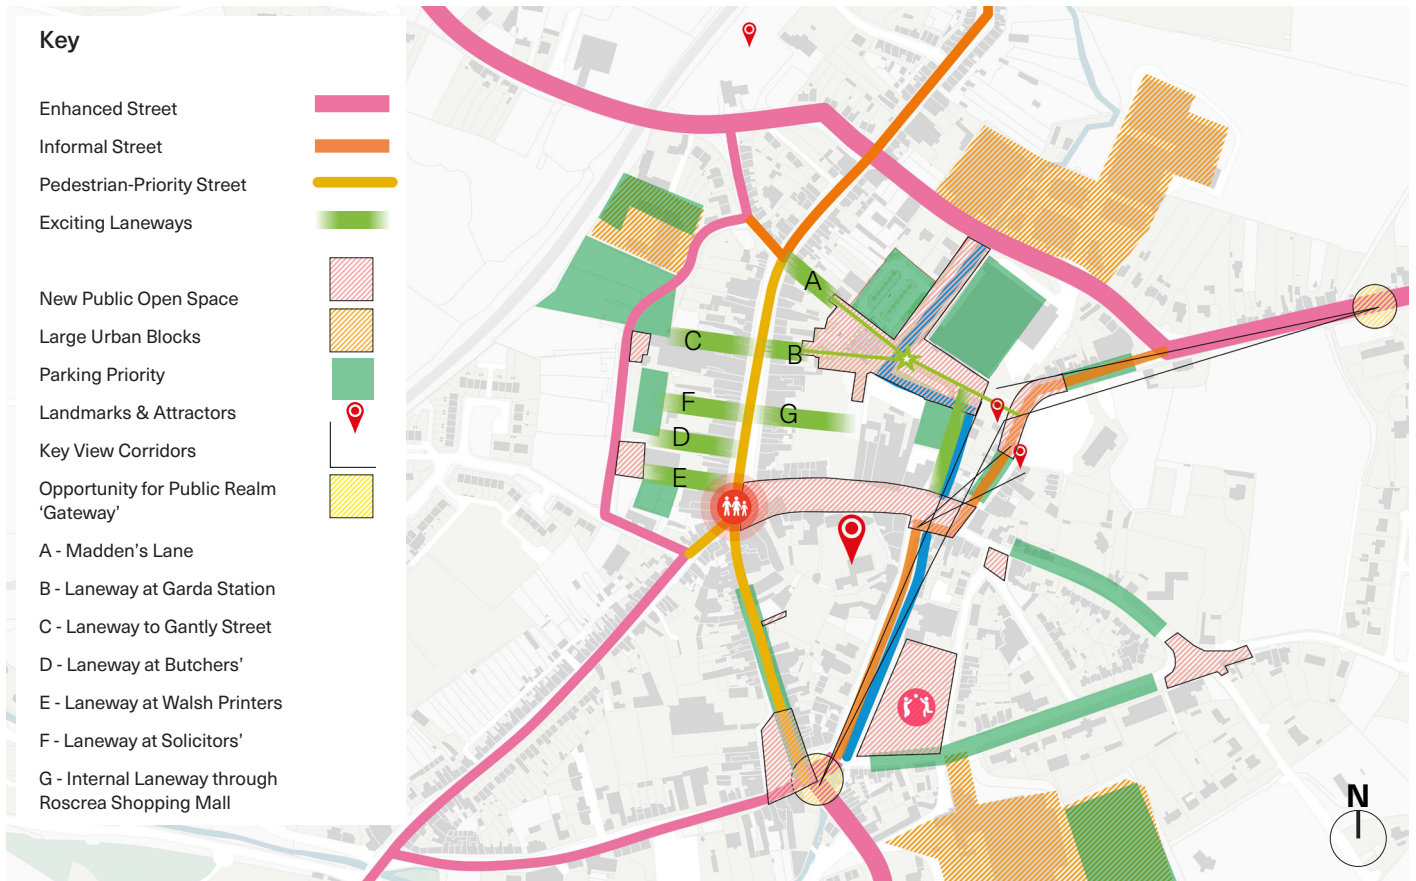 Key
Enhanced Street
Informal Street
Pedestrian-Priority Street
Exciting Laneways
New Public Open Space
Large Urban Blocks
Parking Priority
Landmarks & Attractors
Key View Corridors
Opportunity for Public Realm
‘Gateway’
A - Madden’s Lane
B - Laneway at Garda Station
C - Laneway to Gantly Street
D - Laneway at Butchers’
E - Laneway at Walsh Printers
F - Laneway at Solicitors’
G - Internal Laneway through
Roscrea Shopping Mall
A
C
B
F
G
D
E
N